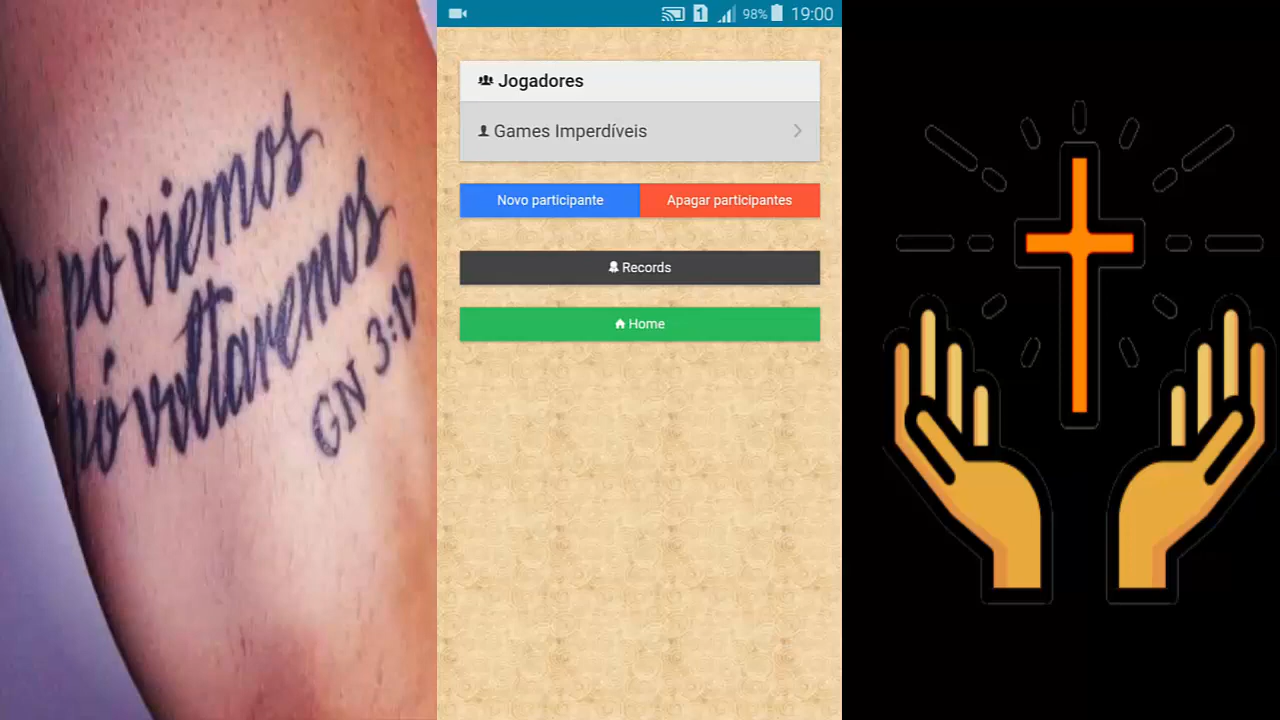 pó viemos
pó voltaremos
GN 3:19
1 98% 19:00
Jogadores
Games Imperdíveis
Novo participante
Apagar participantes
Records
Home